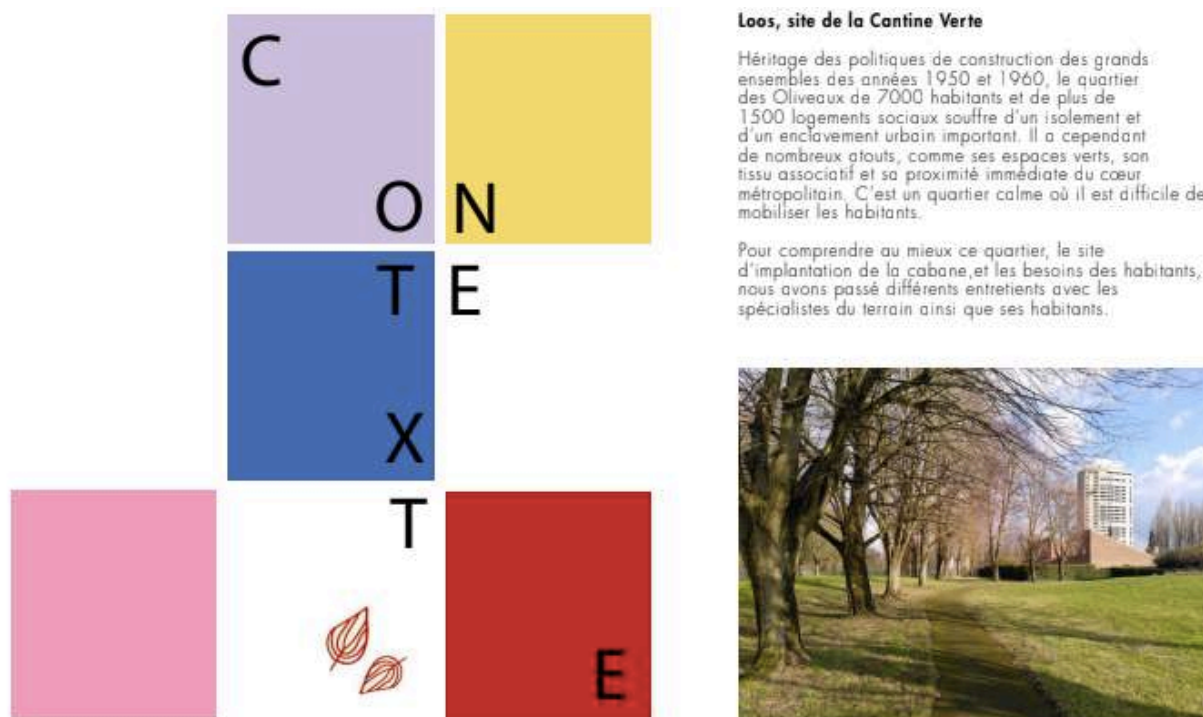 C
O N
T E
X
T
E
Loos, site de la Cantine Verte
Héritage des politiques de construction des grands
ensembles des années 1950 et 1960, le quartier
des Oliveaux de 7000 habitants et de plus de
1500 logements sociaux souffre d'un isolement et
d'un enclavement urbain important. Il a cependant
de nombreux atouts, comme ses espaces verts, son
tissu associatif et sa proximité immédiate du cœur
métropolitain. C'est un quartier calme où il est difficile de
mobiliser les habitants.
Pour comprendre au mieux ce quartier, le site
d'implantation de la cabane,et les besoins des habitants,
nous avons passé différents entretients avec les
spécialistes du terrain ainsi que ses habitants.